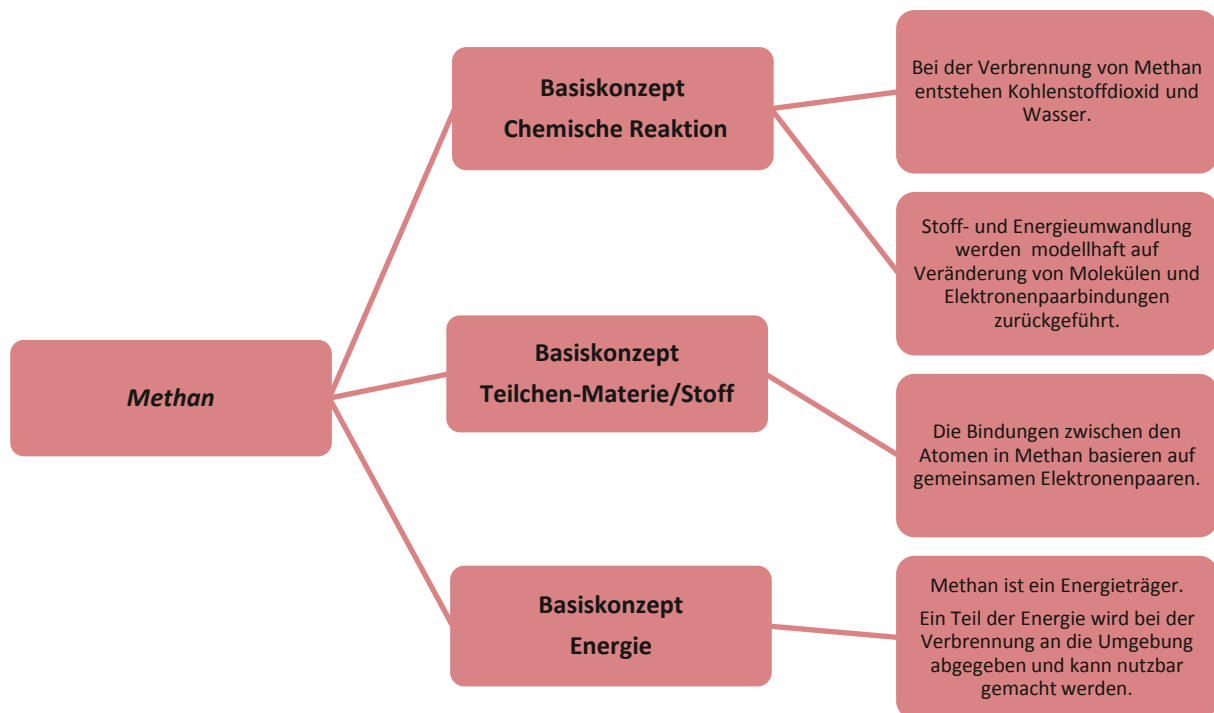 Methan
Basiskonzept
Chemische Reaktion
Bei der Verbrennung von Methan
entstehen Kohlenstoffdioxid und
Wasser.
Stoff- und Energieumwandlung
werden modellhaft auf
Veränderung von Molekülen und
Elektronenpaarbindungen
zurückgeführt.
Basiskonzept
Teilchen-Materie/Stoff
Die Bindungen zwischen den
Atomen in Methan basieren auf
gemeinsamen Elektronenpaaren.
Basiskonzept
Energie
Methan ist ein Energieträger.
Ein Teil der Energie wird bei der
Verbrennung an die Umgebung
abgegeben und kann nutzbar
gemacht werden.